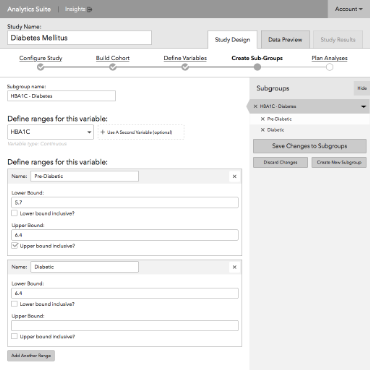 Analytics Suite
Insights
Account
Study Name:
Diabetes Mellitus
Study Design
Data Preview
Study Results
Configure Study
Build Cohort
Define Variables
Create Sub-Groups
Plan Analyses
Subgroup name:
HBA1C - Diabetes
Define ranges for this variable:
HBA1C
+ Use A Second Variable (optional)
Variable type: Continuous
Define ranges for this variable:
Name: Pre-Diabetic
Lower Bound:
5.7
Lower bound inclusive?
Upper Bound:
6.4
Upper bound inclusive?
Name: Diabetic
Lower Bound:
6.4
Lower bound inclusive?
Upper Bound:
Upper bound inclusive?
Add Another Range
Subgroups
Hide
HBA1C - Diabetes
Pre Diabetic
Diabetic
Save Changes to Subgroups
Discard Changes
Create New Subgroup